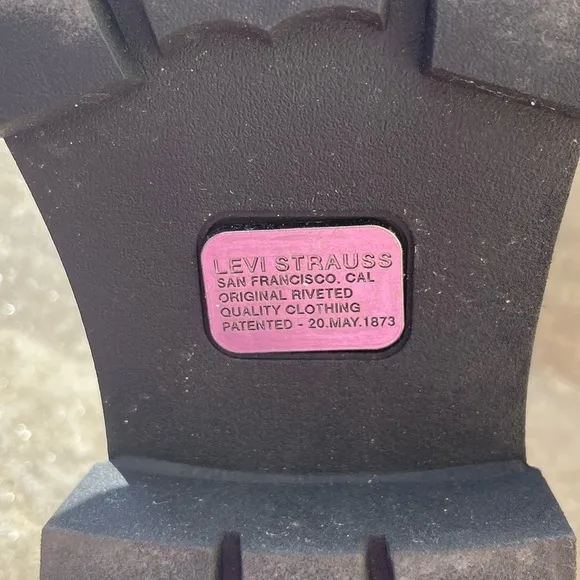 LEVI STRAUSS
SAN FRANCISCO, CAL
ORIGINAL RIVETED
QUALITY CLOTHING
PATENTED - 20.MAY.1873